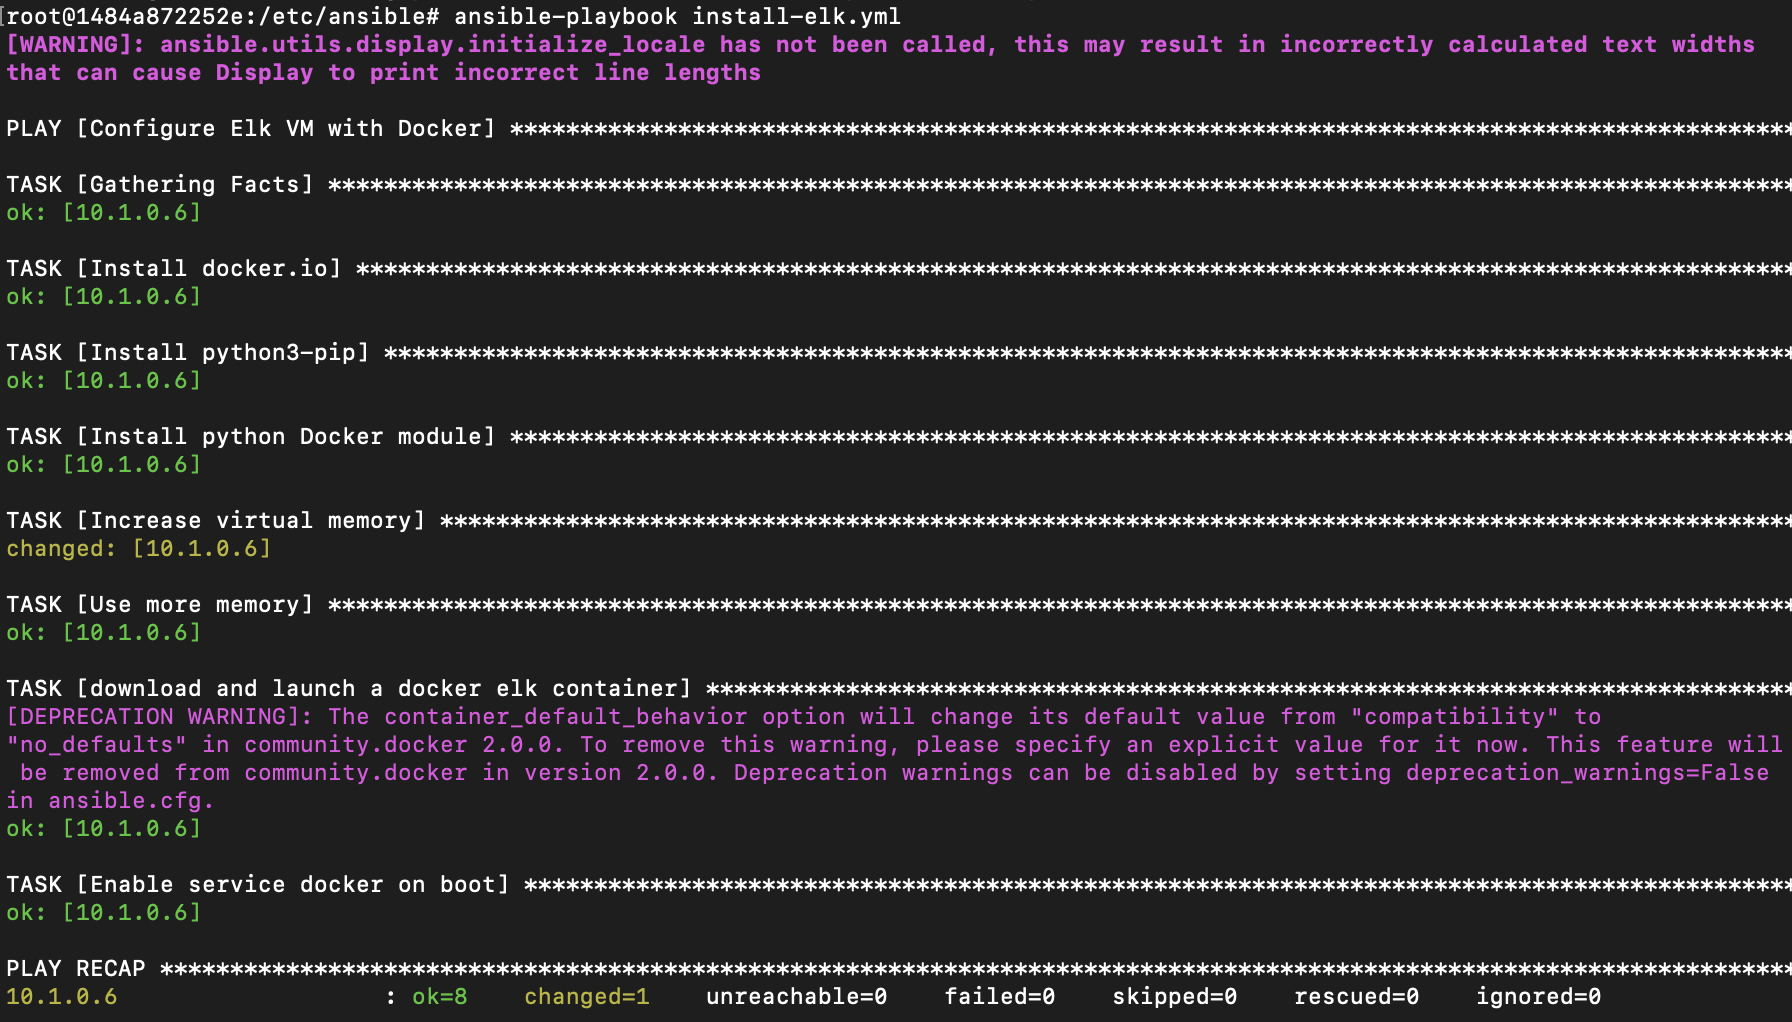 root@1484a872252e:/etc/ansible# ansible-playbook install-elk.yml
[WARNING]: ansible.utils.display.initialize_locale has not been called, this may result in incorrectly calculated text widths
that can cause Display to print incorrect line lengths
PLAY [Configure Elk VM with Docker] *******************************************************************************************
TASK [Gathering Facts] ********************************************************************************************************
ok: [10.1.0.6]
TASK [Install docker.io] ******************************************************************************************************
ok: [10.1.0.6]
TASK [Install python3-pip] ****************************************************************************************************
ok: [10.1.0.6]
TASK [Install python Docker module] *******************************************************************************************
ok: [10.1.0.6]
TASK [Increase virtual memory] ************************************************************************************************
changed: [10.1.0.6]
TASK [Use more memory] ********************************************************************************************************
ok: [10.1.0.6]
TASK [download and launch a docker elk container] *****************************************************************************
[DEPRECATION WARNING]: The container_default_behavior option will change its default value from "compatibility" to
"no_defaults" in community.docker 2.0.0. To remove this warning, please specify an explicit value for it now. This feature will
be removed from community.docker in version 2.0.0. Deprecation warnings can be disabled by setting deprecation_warnings=False
in ansible.cfg.
ok: [10.1.0.6]
TASK [Enable service docker on boot] ******************************************************************************************
ok: [10.1.0.6]
PLAY RECAP ********************************************************************************************************************
10.1.0.6                   : ok=8    changed=1    unreachable=0    failed=0    skipped=0    rescued=0    ignored=0